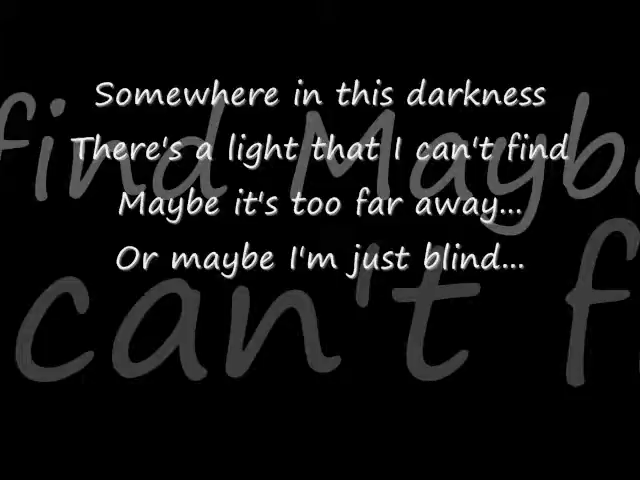 Somewhere in this darkness
There's a light that I can't find
Maybe it's too far away...
Or maybe I'm just blind...
find Maybe
can't f